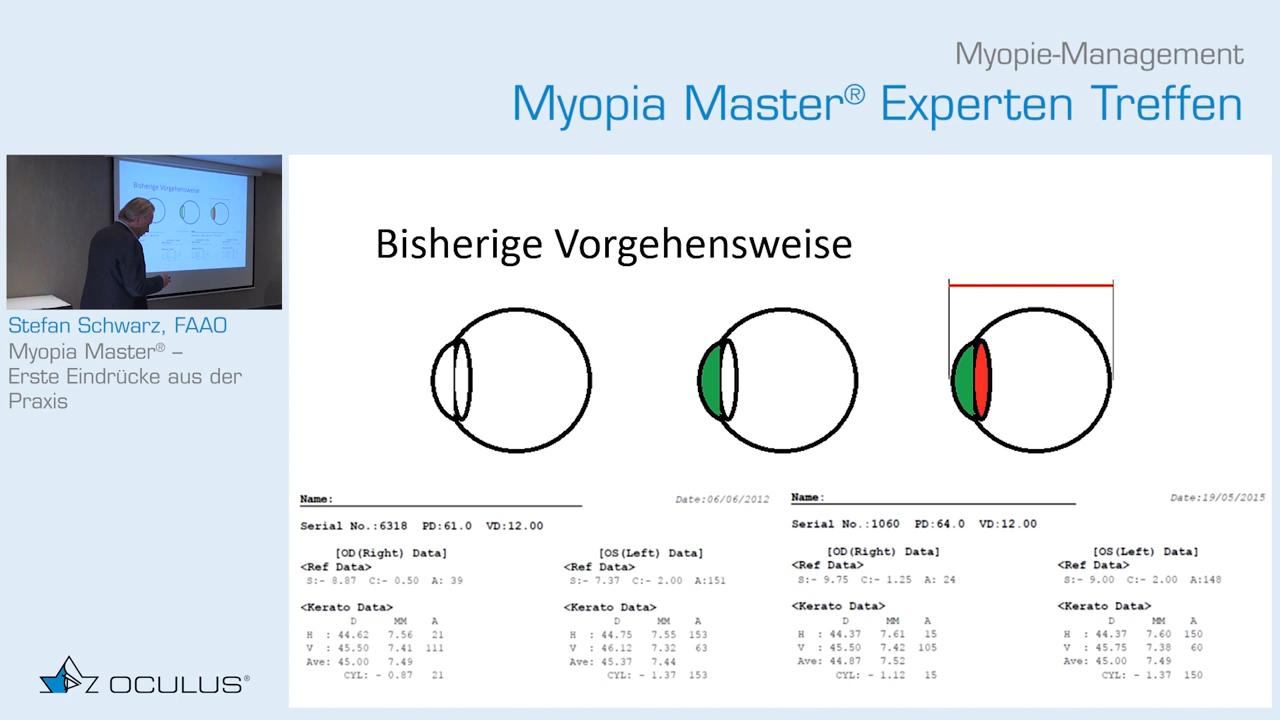 Myopie-Management
Myopia Master® Experten Treffen
Bisherige Vorgehensweise
Bisherige Vorgehensweise
Stefan Schwarz, FAAO
Myopia Master® –
Erste Eindrücke aus der
Praxis
Name:
Date:06/06/2012
Serial No.:6318 PD:61.0 VD:12.00
[OD(Right) Data]
<Ref Data>
S:- 8.87 C:- 0.50 A: 39
<Kerato Data>
D MM A
H : 44.62 7.56 21
V : 45.50 7.41 111
Ave: 45.00 7.49
CYL: - 0.87 21
[OS(Left) Data]
<Ref Data>
S:- 7.37 C:- 2.00 A:151
<Kerato Data>
D MM A
H : 44.75 7.55 153
V : 46.12 7.32 63
Ave: 45.37 7.44
CYL: - 1.37 153
Name:
Date:19/05/2015
Serial No.:1060 PD:64.0 VD:12.00
[OD(Right) Data]
<Ref Data>
S:- 9.75 C:- 1.25 A: 24
<Kerato Data>
D MM A
H : 44.37 7.61 15
V : 45.50 7.42 105
Ave: 44.87 7.52
CYL: - 1.12 15
[OS(Left) Data]
<Ref Data>
S:- 9.00 C:- 2.00 A:148
<Kerato Data>
D MM A
H : 44.37 7.60 150
V : 45.75 7.38 60
Ave: 45.00 7.49
CYL: - 1.37 150
OCULUS®